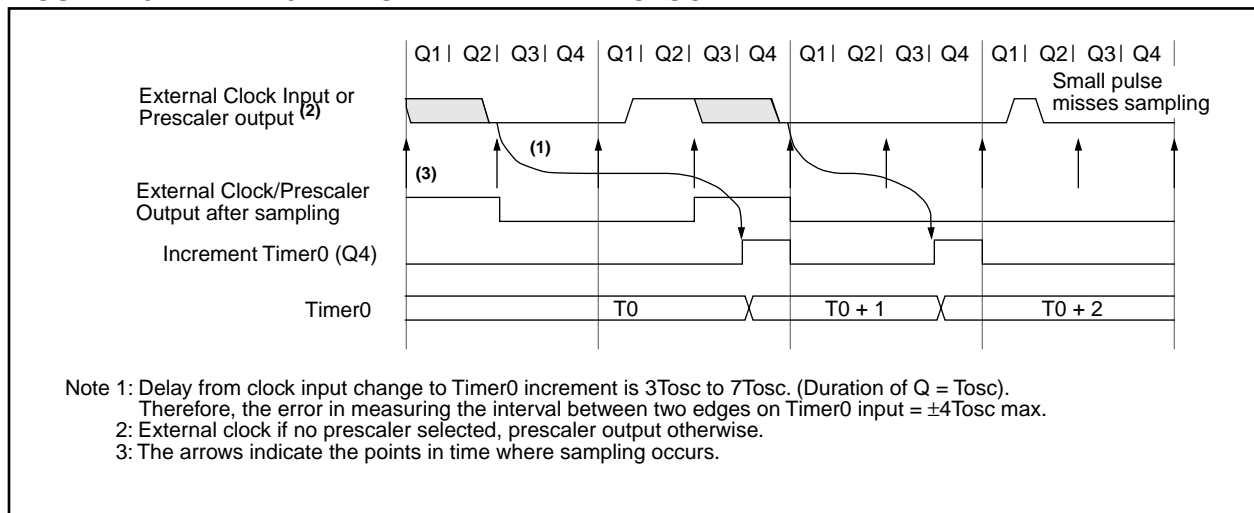 Q1| Q2| Q3| Q4 Q1| Q2| Q3| Q4 Q1| Q2| Q3| Q4 Q1| Q2| Q3| Q4
External Clock Input or
Prescaler output (2)
Small pulse
misses sampling
(1)
(3)
External Clock/Prescaler
Output after sampling
Increment Timer0 (Q4)
Timer0 T0 T0 + 1 T0 + 2
Note 1: Delay from clock input change to Timer0 increment is 3Tosc to 7Tosc. (Duration of Q = Tosc).
Therefore, the error in measuring the interval between two edges on Timer0 input = ±4Tosc max.
2: External clock if no prescaler selected, prescaler output otherwise.
3: The arrows indicate the points in time where sampling occurs.